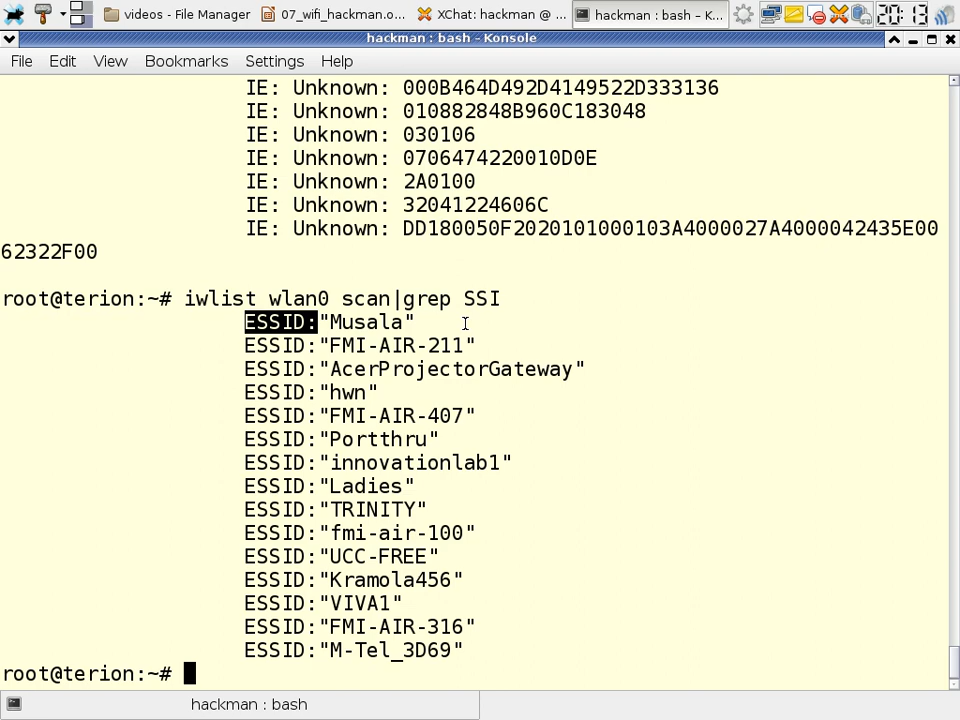 videos - File Manager
07_wifi_hackman.o...
XChat: hackman @ ...
hackman : bash – K...
20:13
hackman : bash – Konsole
File Edit View Bookmarks Settings Help
IE: Unknown: 000B464D492D4149522D333136
IE: Unknown: 010882848B960C183048
IE: Unknown: 030106
IE: Unknown: 0706474220010D0E
IE: Unknown: 2A0100
IE: Unknown: 32041224606C
IE: Unknown: DD180050F2020101000103A4000027A4000042435E00
62322F00
root@terion:~# iwlist wlan0 scan|grep SSI
ESSID:"Musala"
ESSID:"FMI-AIR-211"
ESSID:"AcerProjectorGateway"
ESSID:"hwn"
ESSID:"FMI-AIR-407"
ESSID:"Portthru"
ESSID:"innovationlab1"
ESSID:"Ladies"
ESSID:"TRINITY"
ESSID:"fmi-air-100"
ESSID:"UCC-FREE"
ESSID:"Kramola456"
ESSID:"VIVA1"
ESSID:"FMI-AIR-316"
ESSID:"M-Tel_3D69"
root@terion:~#
hackman : bash